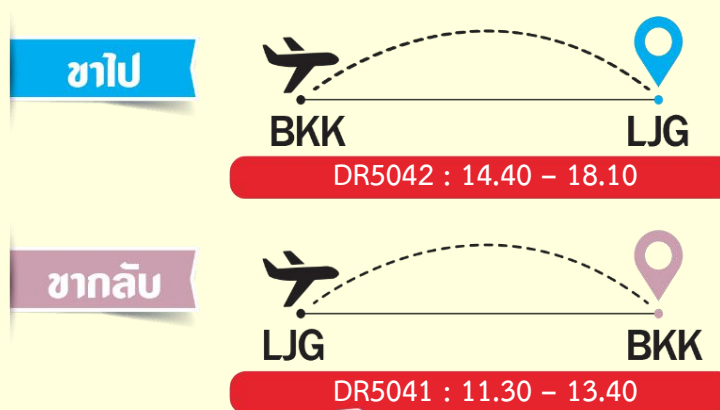 ขาไป
BKK LJG
DR5042 : 14.40 – 18.10
ขากลับ
LJG BKK
DR5041 : 11.30 – 13.40